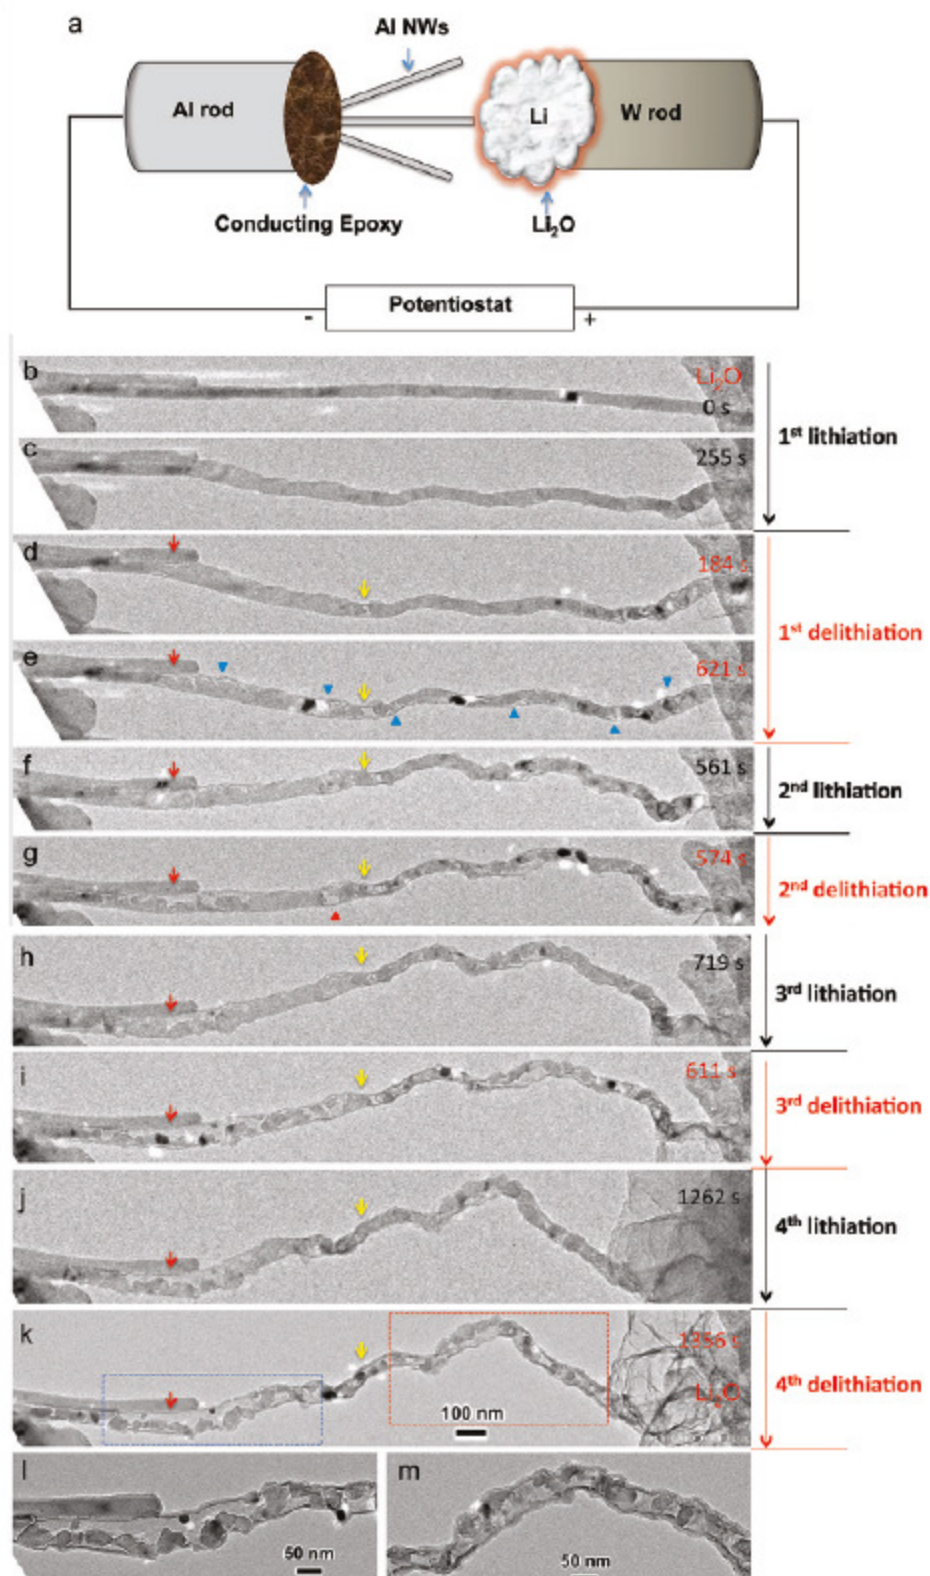 a
Al NWs
Al rod
Li
W rod
Conducting Epoxy
Li₂O
Potentiostat
- +
b
Li₂O
0 s
1st lithiation
c
255 s
d
184 s
1st delithiation
e
621 s
f
561 s
2nd lithiation
g
574 s
2nd delithiation
h
719 s
3rd lithiation
i
611 s
3rd delithiation
j
1262 s
4th lithiation
k
1356 s
Li₂O
4th delithiation
100 nm
l
50 nm
m
50 nm